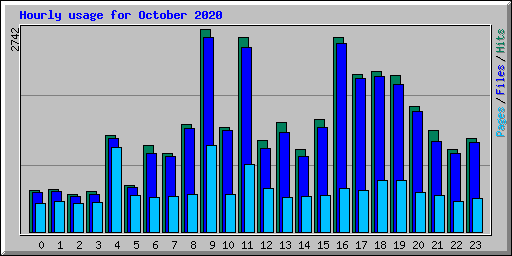 Hourly usage for October 2020
2742
Pages / Files / Hits
0 1 2 3 4 5 6 7 8 9 10 11 12 13 14 15 16 17 18 19 20 21 22 23